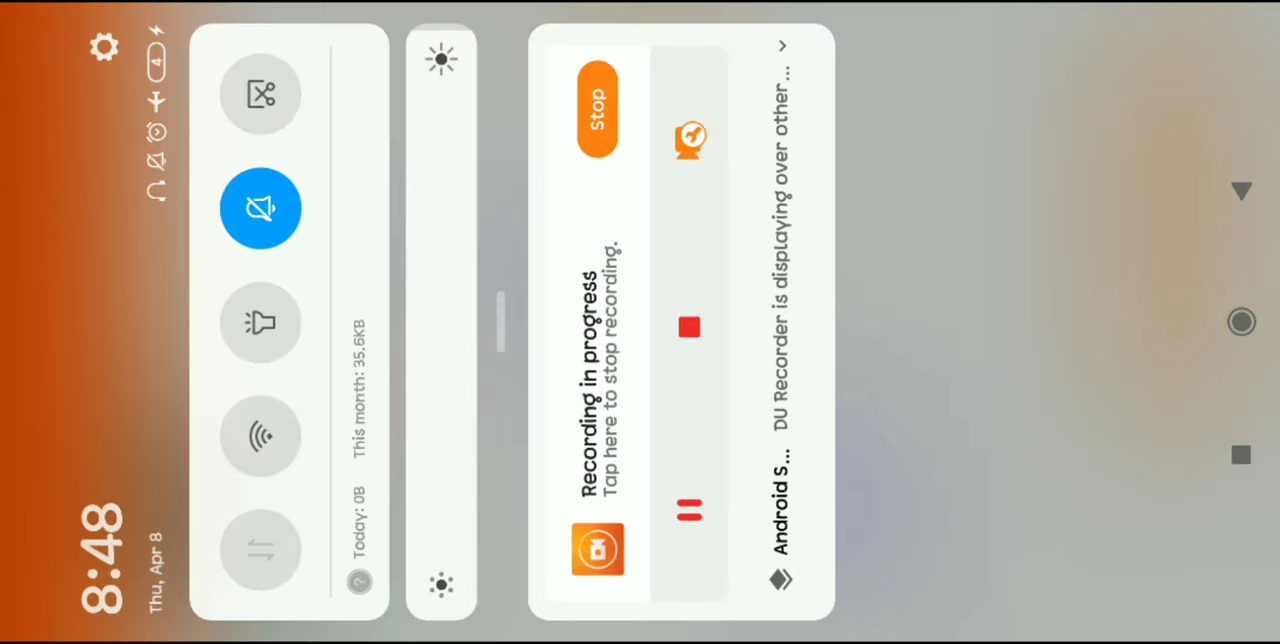 8:48
Thu, Apr 8
4
Today: 0B This month: 35.6KB
Recording in progress
Tap here to stop recording.
Stop
Android S... DU Recorder is displaying over other ...